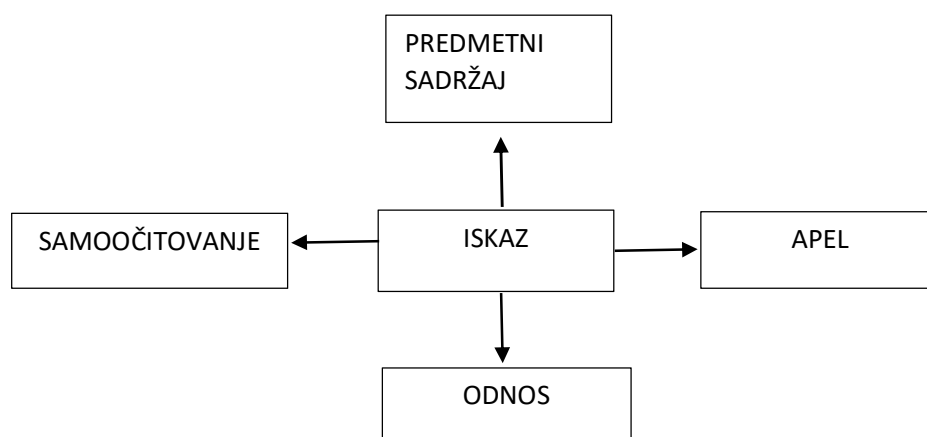 PREDMETNI
SADRŽAJ
SAMOOČITOVANJE
ISKAZ
APEL
ODNOS